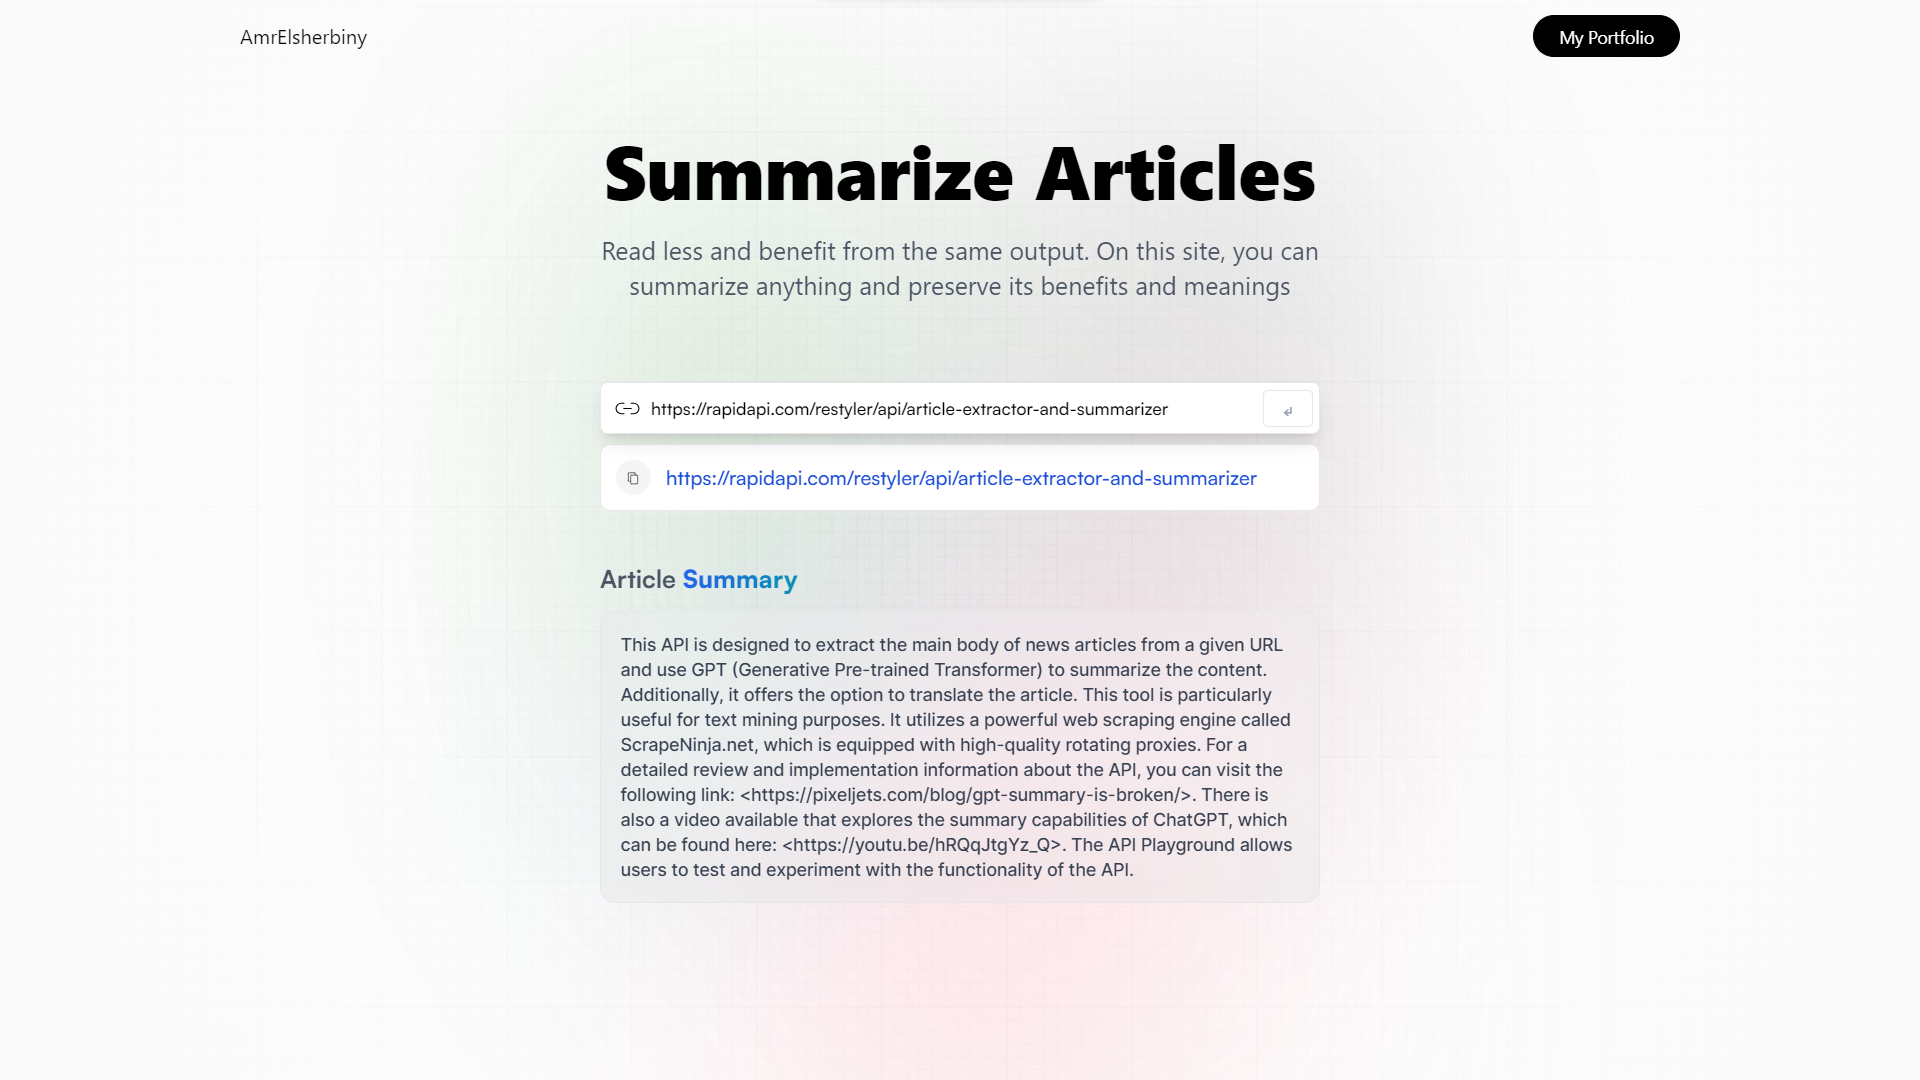 AmrElsherbiny
My Portfolio
Summarize Articles
Read less and benefit from the same output. On this site, you can
summarize anything and preserve its benefits and meanings
https://rapidapi.com/restyler/api/article-extractor-and-summarizer
↵
https://rapidapi.com/restyler/api/article-extractor-and-summarizer
Article Summary
This API is designed to extract the main body of news articles from a given URL
and use GPT (Generative Pre-trained Transformer) to summarize the content.
Additionally, it offers the option to translate the article. This tool is particularly
useful for text mining purposes. It utilizes a powerful web scraping engine called
ScrapeNinja.net, which is equipped with high-quality rotating proxies. For a
detailed review and implementation information about the API, you can visit the
following link: <https://pixeljets.com/blog/gpt-summary-is-broken/>. There is
also a video available that explores the summary capabilities of ChatGPT, which
can be found here: <https://youtu.be/hRQqJtgYz_Q>. The API Playground allows
users to test and experiment with the functionality of the API.